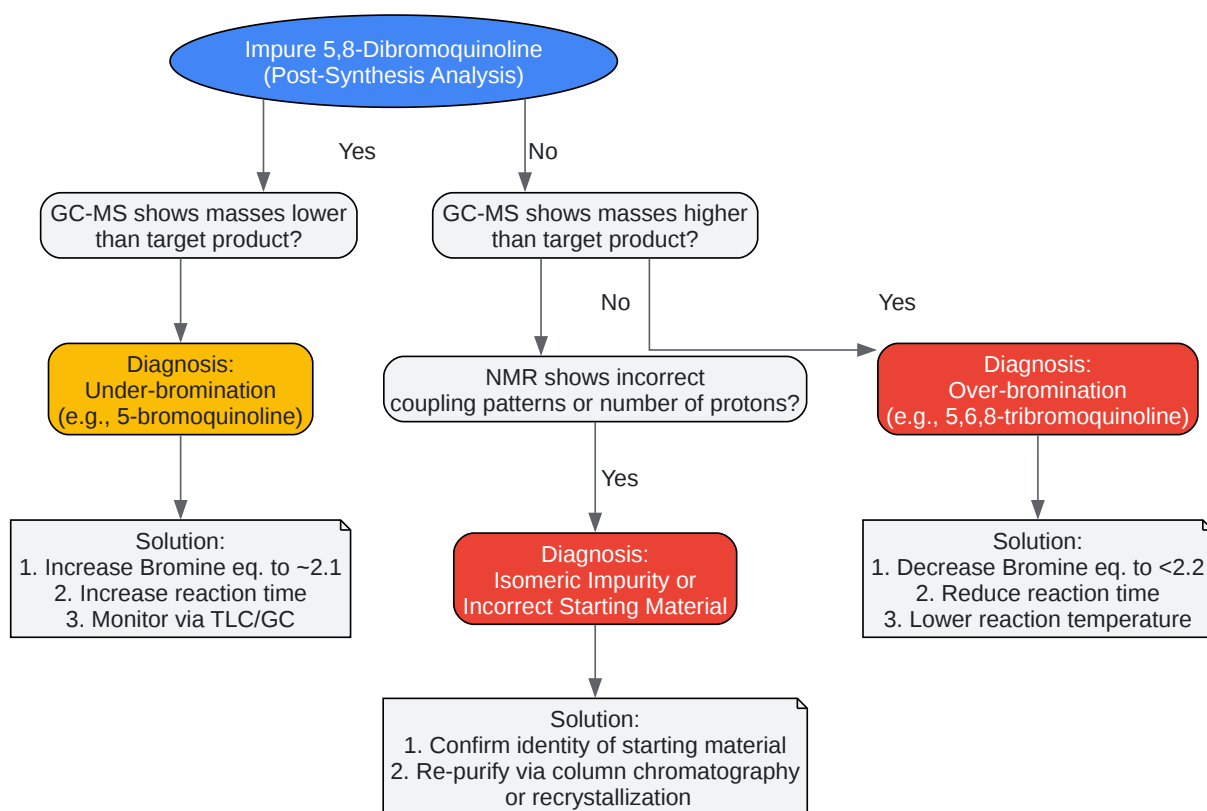 Impure 5,8-Dibromoquinoline
(Post-Synthesis Analysis)
Yes
No
GC-MS shows masses lower
than target product?
GC-MS shows masses higher
than target product?
No
Yes
Diagnosis:
Under-bromination
(e.g., 5-bromoquinoline)
NMR shows incorrect
coupling patterns or number of protons?
Diagnosis:
Over-bromination
(e.g., 5,6,8-tribromoquinoline)
Yes
Solution:
1. Increase Bromine eq. to ~2.1
2. Increase reaction time
3. Monitor via TLC/GC
Diagnosis:
Isomeric Impurity or
Incorrect Starting Material
Solution:
1. Decrease Bromine eq. to <2.2
2. Reduce reaction time
3. Lower reaction temperature
Solution:
1. Confirm identity of starting material
2. Re-purify via column chromatography
or recrystallization